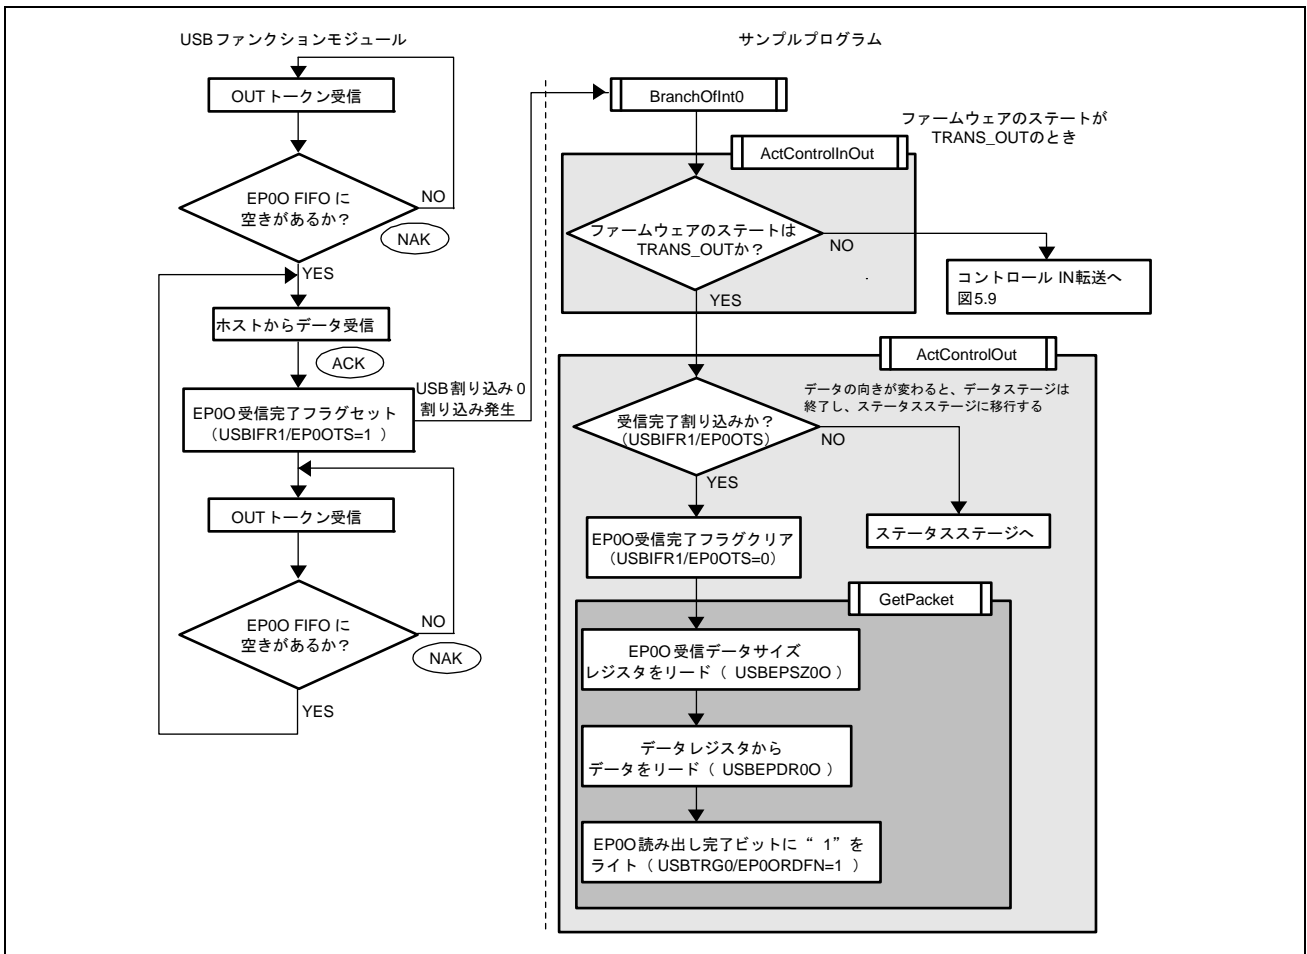 USBファンクションモジュール
OUTトークン受信
EP0O FIFO に
空きがあるか？
NO
NAK
YES
ホストからデータ受信
ACK
EP0O受信完了フラグセット
（USBIFR1/EP0OTS=1 ）
USB割り込み０
割り込み発生
OUTトークン受信
EP0O FIFO に
空きがあるか？
NO
NAK
YES
サンプルプログラム
BranchOfInt0
ファームウェアのステートが
TRANS_OUTのとき
ActControlInOut
ファームウェアのステートは
TRANS_OUTか？
NO
YES
コントロール IN転送へ
図5.9
ActControlOut
データの向きが変わると、データステージは
終了し、ステータスステージに移行する
受信完了割り込みか？
（USBIFR1/EP0OTS）
NO
YES
ステータスステージへ
EP0O受信完了フラグクリア
（USBIFR1/EP0OTS=0）
GetPacket
EP0O受信データサイズ
レジスタをリード（ USBEPSZ0O ）
データレジスタから
データをリード（ USBEPDR0O ）
EP0O読み出し完了ビットに“ 1”を
ライト（ USBTRG0/EP0ORDFN=1 ）